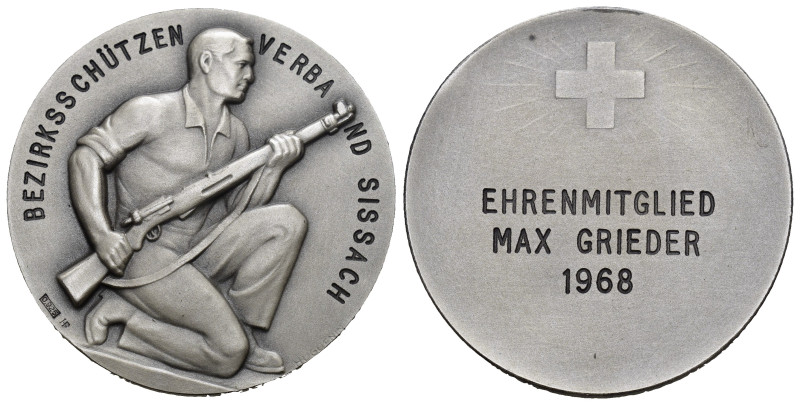 BEZIRKSSCHÜTZEN VERBAND SISSACH
EHRENMITGLIED
MAX GRIEDER
1968